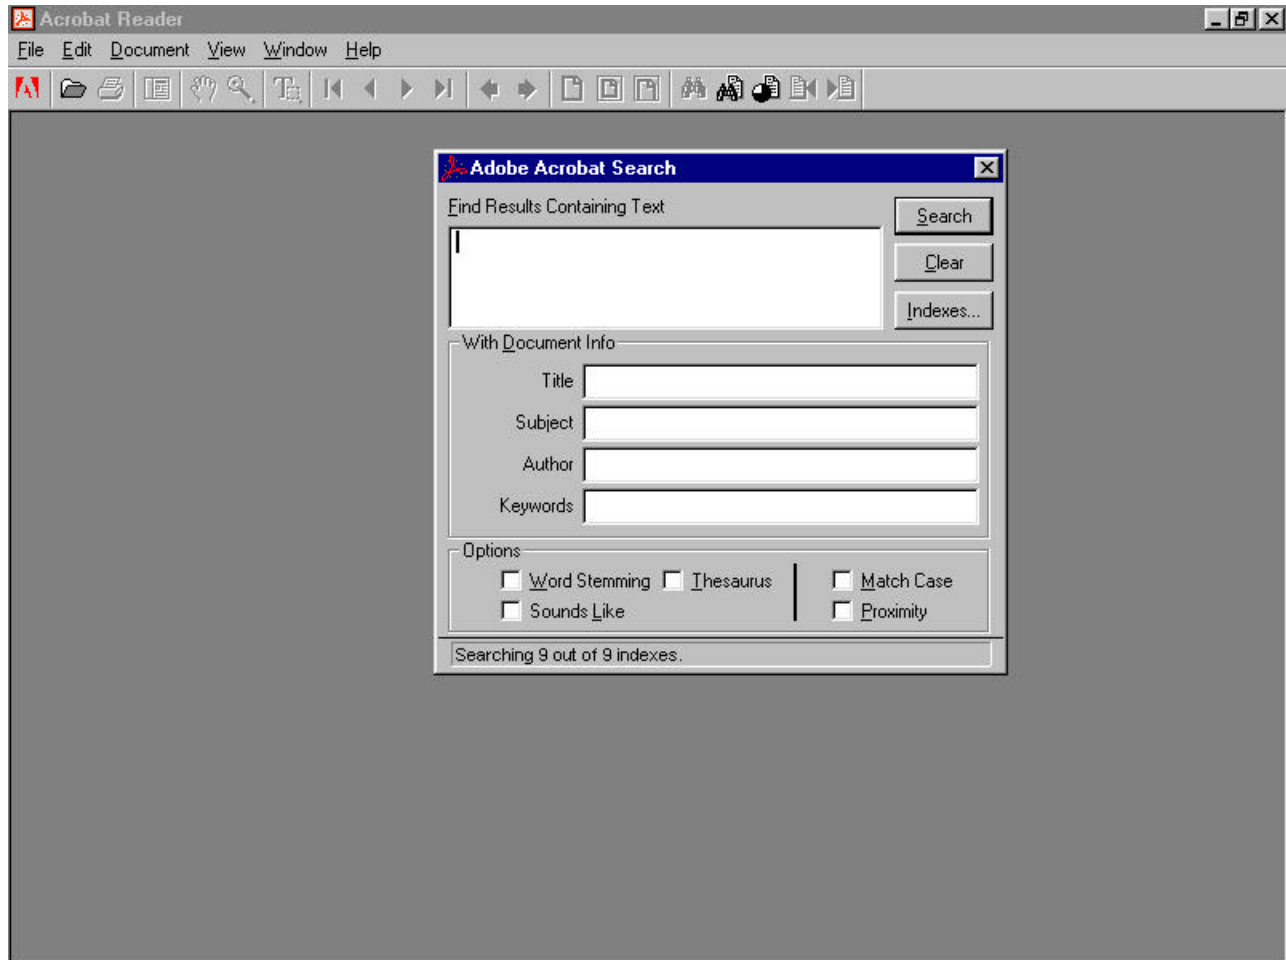 Acrobat Reader
File Edit Document View Window Help
Adobe Acrobat Search
Find Results Containing Text
Search
Clear
Indexes...
With Document Info
Title
Subject
Author
Keywords
Options
Word Stemming Thesaurus Match Case
Sounds Like Proximity
Searching 9 out of 9 indexes.